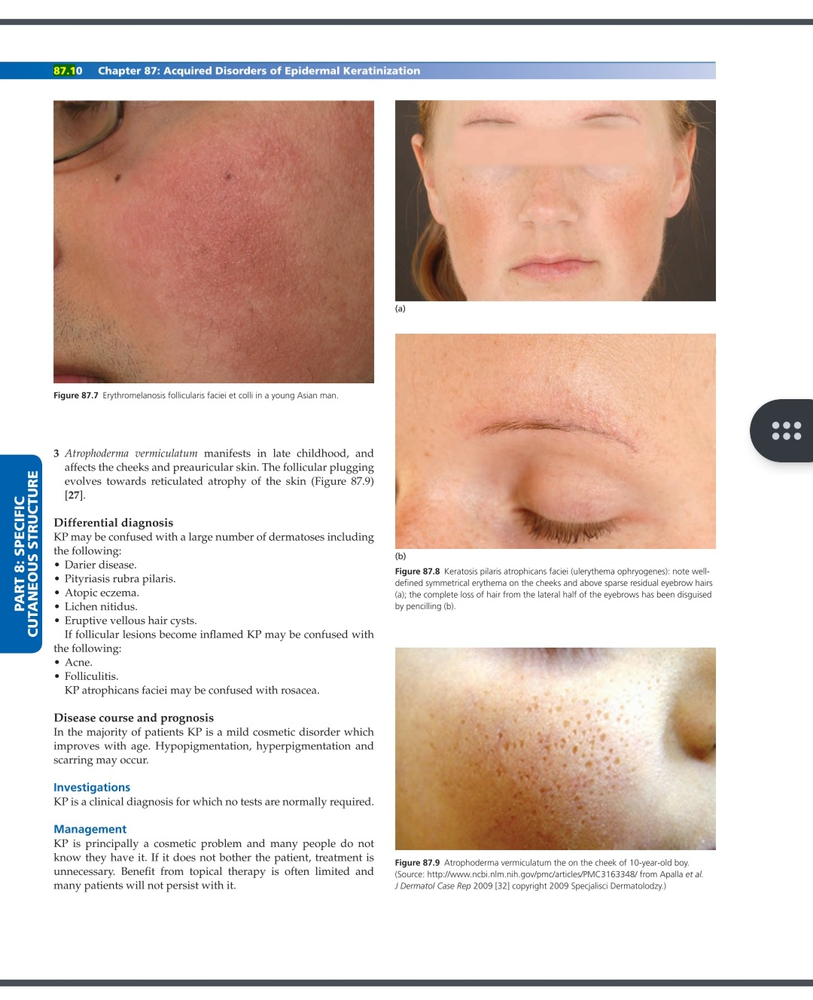 87.10 Chapter 87: Acquired Disorders of Epidermal Keratinization
Figure 87.7 Erythromelanosis follicularis faciei et colli in a young Asian man.
3 Atrophoderma vermiculatum manifests in late childhood, and
affects the cheeks and preauricular skin. The follicular plugging
evolves towards reticulated atrophy of the skin (Figure 87.9)
[27].
Differential diagnosis
KP may be confused with a large number of dermatoses including
the following:
• Darier disease.
• Pityriasis rubra pilaris.
• Atopic eczema.
• Lichen nitidus.
• Eruptive vellous hair cysts.
If follicular lesions become inflamed KP may be confused with
the following:
• Acne.
• Folliculitis.
KP atrophicans faciei may be confused with rosacea.
Disease course and prognosis
In the majority of patients KP is a mild cosmetic disorder which
improves with age. Hypopigmentation, hyperpigmentation and
scarring may occur.
Investigations
KP is a clinical diagnosis for which no tests are normally required.
Management
KP is principally a cosmetic problem and many people do not
know they have it. If it does not bother the patient, treatment is
unnecessary. Benefit from topical therapy is often limited and
many patients will not persist with it.
(a)
(b)
Figure 87.8 Keratosis pilaris atrophicans faciei (ulerythema ophryogenes): note well-
defined symmetrical erythema on the cheeks and above sparse residual eyebrow hairs
(a); the complete loss of hair from the lateral half of the eyebrows has been disguised
by pencilling (b).
Figure 87.9 Atrophoderma vermiculatum the on the cheek of 10-year-old boy.
(Source: http://www.ncbi.nlm.nih.gov/pmc/articles/PMC3163348/ from Apalla et al.
J Dermatol Case Rep 2009 [32] copyright 2009 Specjalisci Dermatolodzy.)
PART 8: SPECIFIC
CUTANEOUS STRUCTURE